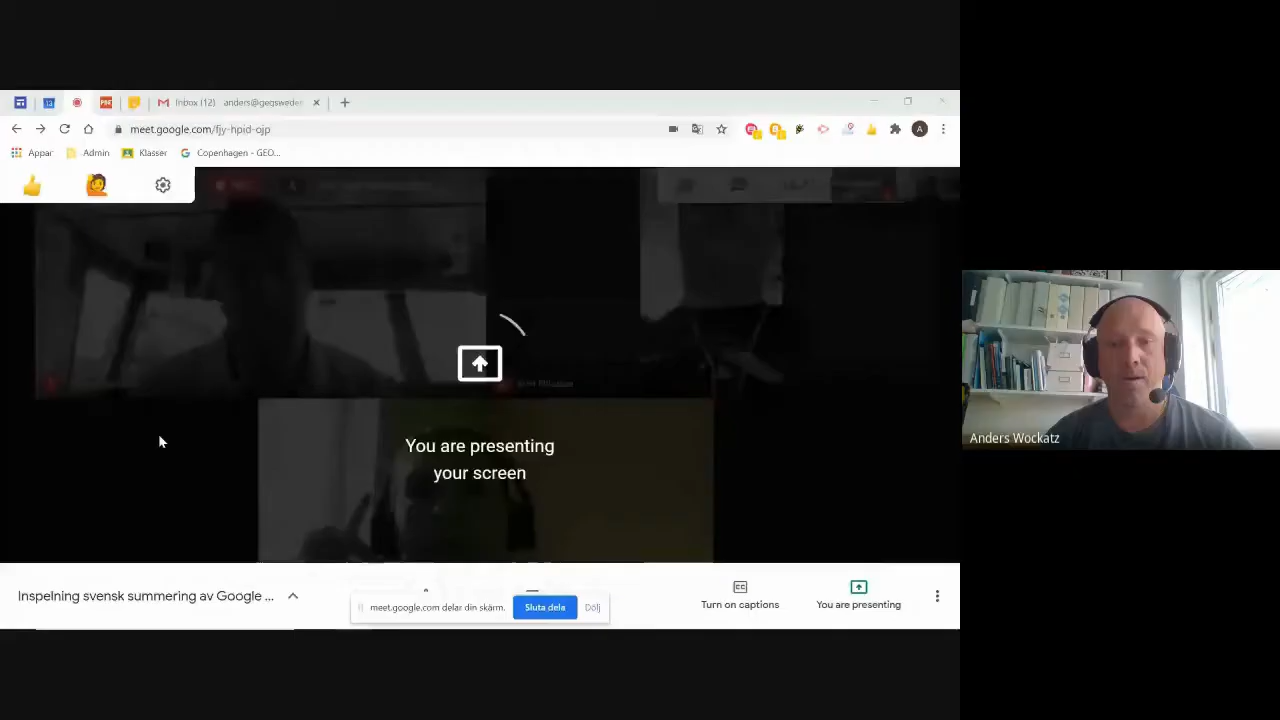 Inbox (12) anders@geqsweden
meet.google.com/fjy-hpid-ojp
Appar Admin Klasser Copenhagen - GEO...
You are presenting
your screen
Anders Wockatz
Inspelning svensk summering av Google ...
meet.google.com delar din skärm. Sluta dela Dölj
Turn on captions
You are presenting